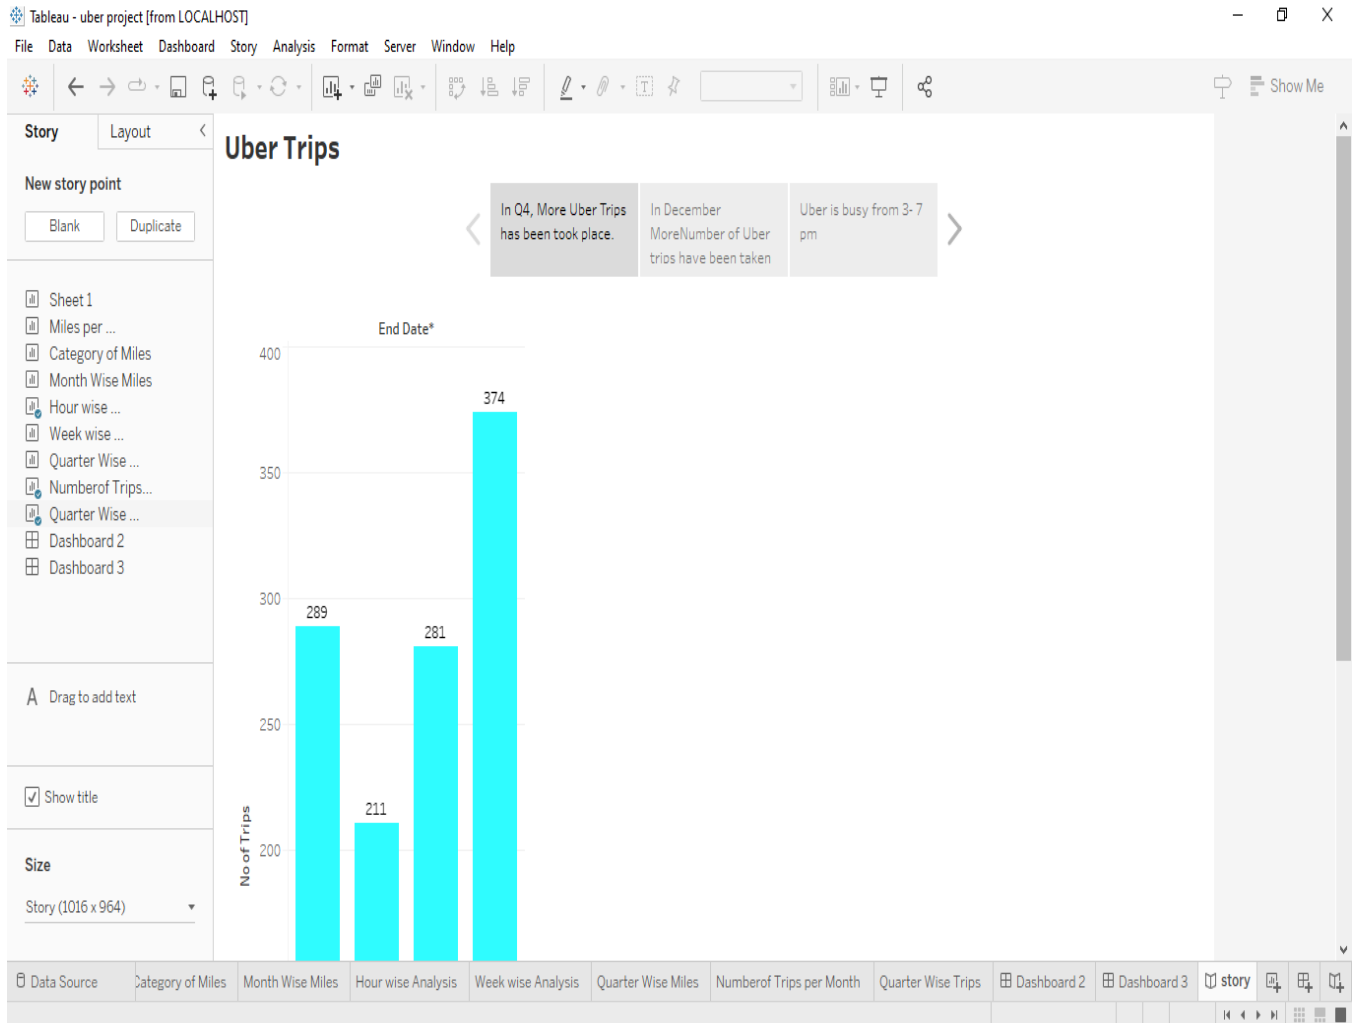 Tableau - uber project [from LOCALHOST]
File Data Worksheet Dashboard Story Analysis Format Server Window Help
Show Me
Story Layout
Uber Trips
New story point
Blank Duplicate
In Q4, More Uber Trips
has been took place.
In December
MoreNumber of Uber
trips have been taken
Uber is busy from 3- 7
pm
Sheet 1
Miles per ...
Category of Miles
Month Wise Miles
Hour wise ...
Week wise ...
Quarter Wise ...
Numberof Trips...
Quarter Wise ...
Dashboard 2
Dashboard 3
A Drag to add text
Show title
Size
Story (1016 x 964)
End Date*
400
374
350
300
289
281
250
211
200
No of Trips
Data Source Category of Miles Month Wise Miles Hour wise Analysis Week wise Analysis Quarter Wise Miles Numberof Trips per Month Quarter Wise Trips Dashboard 2 Dashboard 3 story